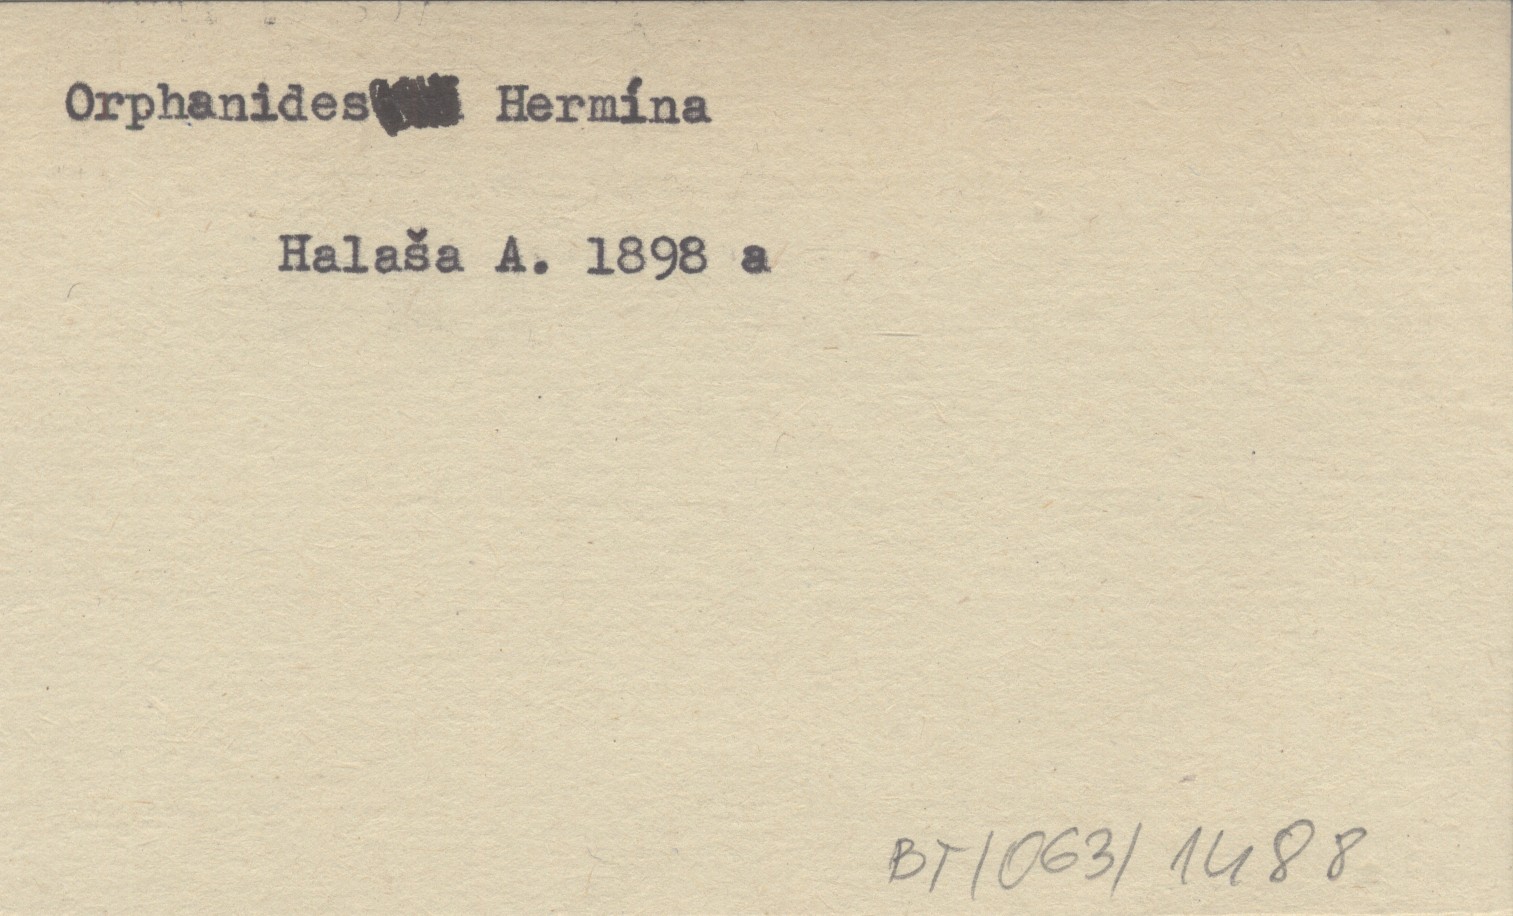 Orphanides Hermína
Halaša A. 1898 a
BT/063/1488